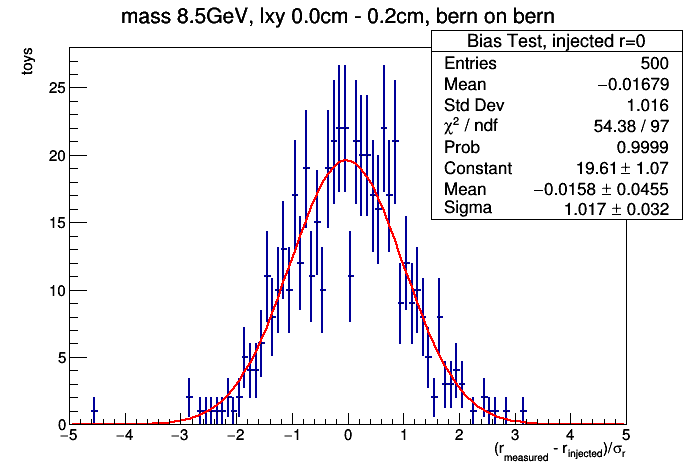 mass 8.5GeV, lxy 0.0cm - 0.2cm, bern on bern
toys
Bias Test, injected r=0
Entries 500
Mean −0.01679
Std Dev 1.016
χ² / ndf 54.38 / 97
Prob 0.9999
Constant 19.61 ± 1.07
Mean −0.0158 ± 0.0455
Sigma 1.017 ± 0.032
25
20
15
10
5
0
−5 −4 −3 −2 −1 0 1 2 3 4 5
(r_measured - r_injected)/σ_r